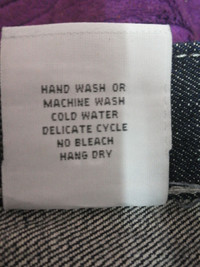 HAND WASH OR
MACHINE WASH
COLD WATER
DELICATE CYCLE
NO BLEACH
HANG DRY